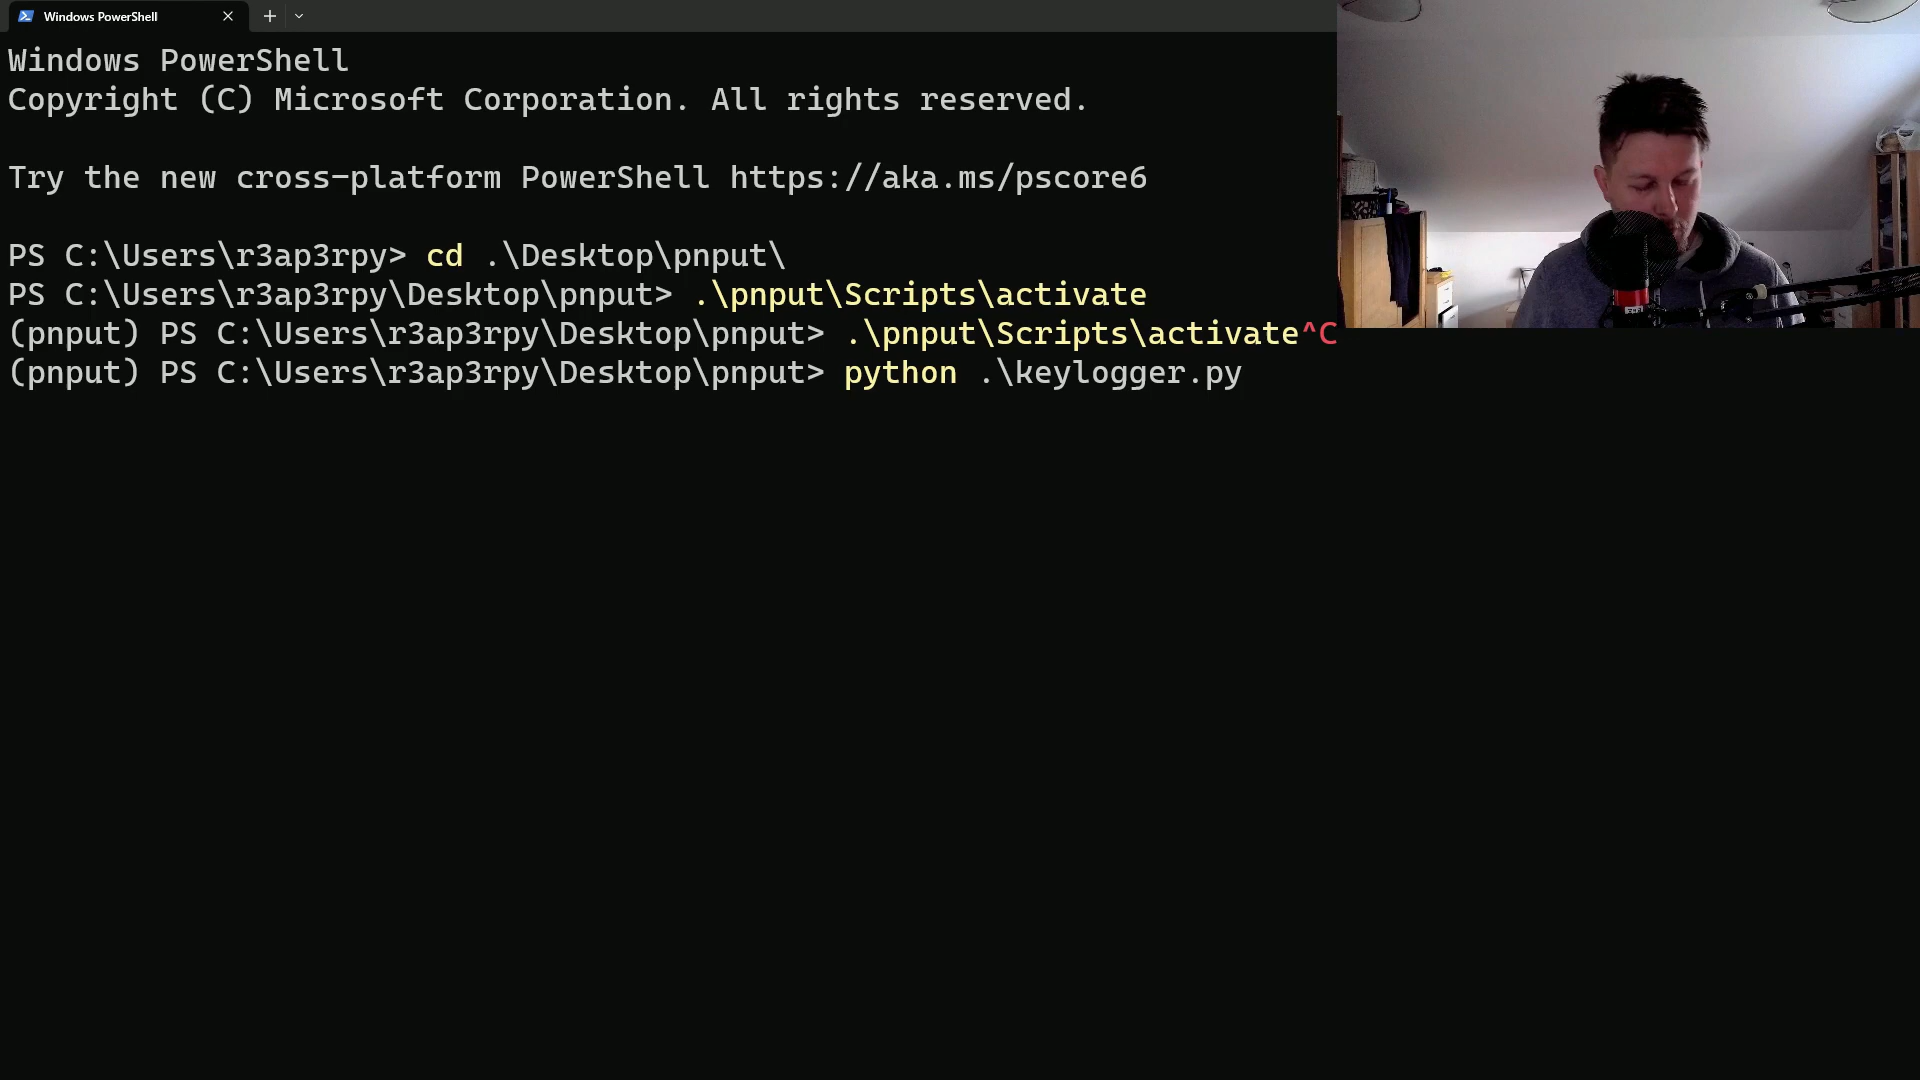 Windows PowerShell
Windows PowerShell
Copyright (C) Microsoft Corporation. All rights reserved.
Try the new cross-platform PowerShell https://aka.ms/pscore6
PS C:\Users\r3ap3rpy> cd .\Desktop\pnput\
PS C:\Users\r3ap3rpy\Desktop\pnput> .\pnput\Scripts\activate
(pnput) PS C:\Users\r3ap3rpy\Desktop\pnput> .\pnput\Scripts\activate^C
(pnput) PS C:\Users\r3ap3rpy\Desktop\pnput> python .\keylogger.py